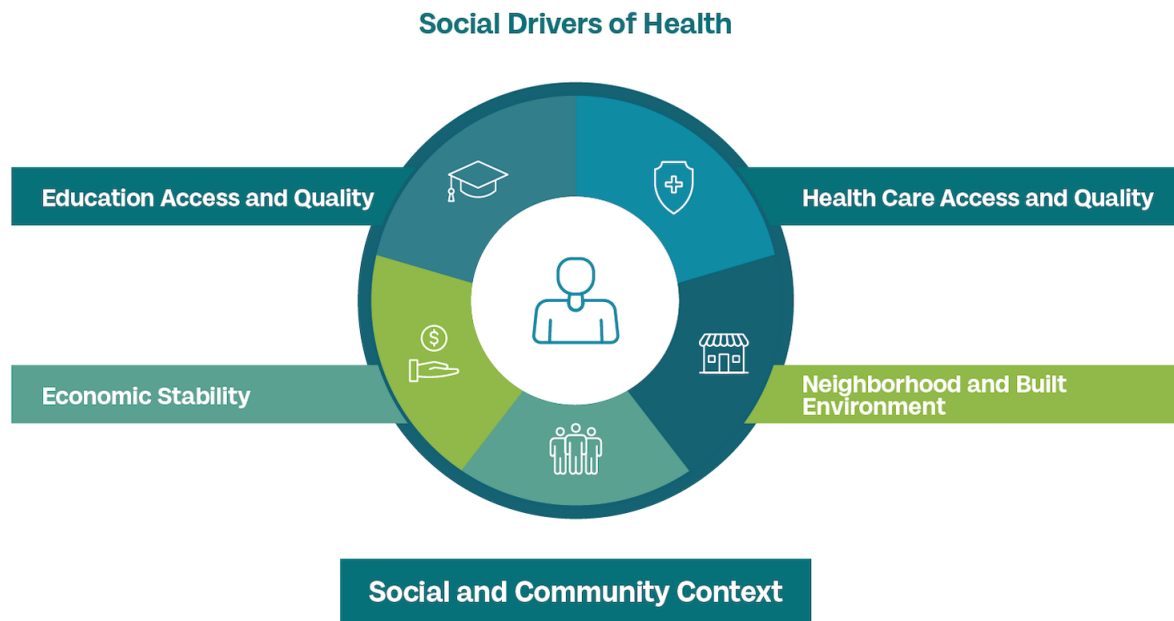 Social Drivers of Health
Education Access and Quality
Health Care Access and Quality
$
Economic Stability
Neighborhood and Built
Environment
Social and Community Context